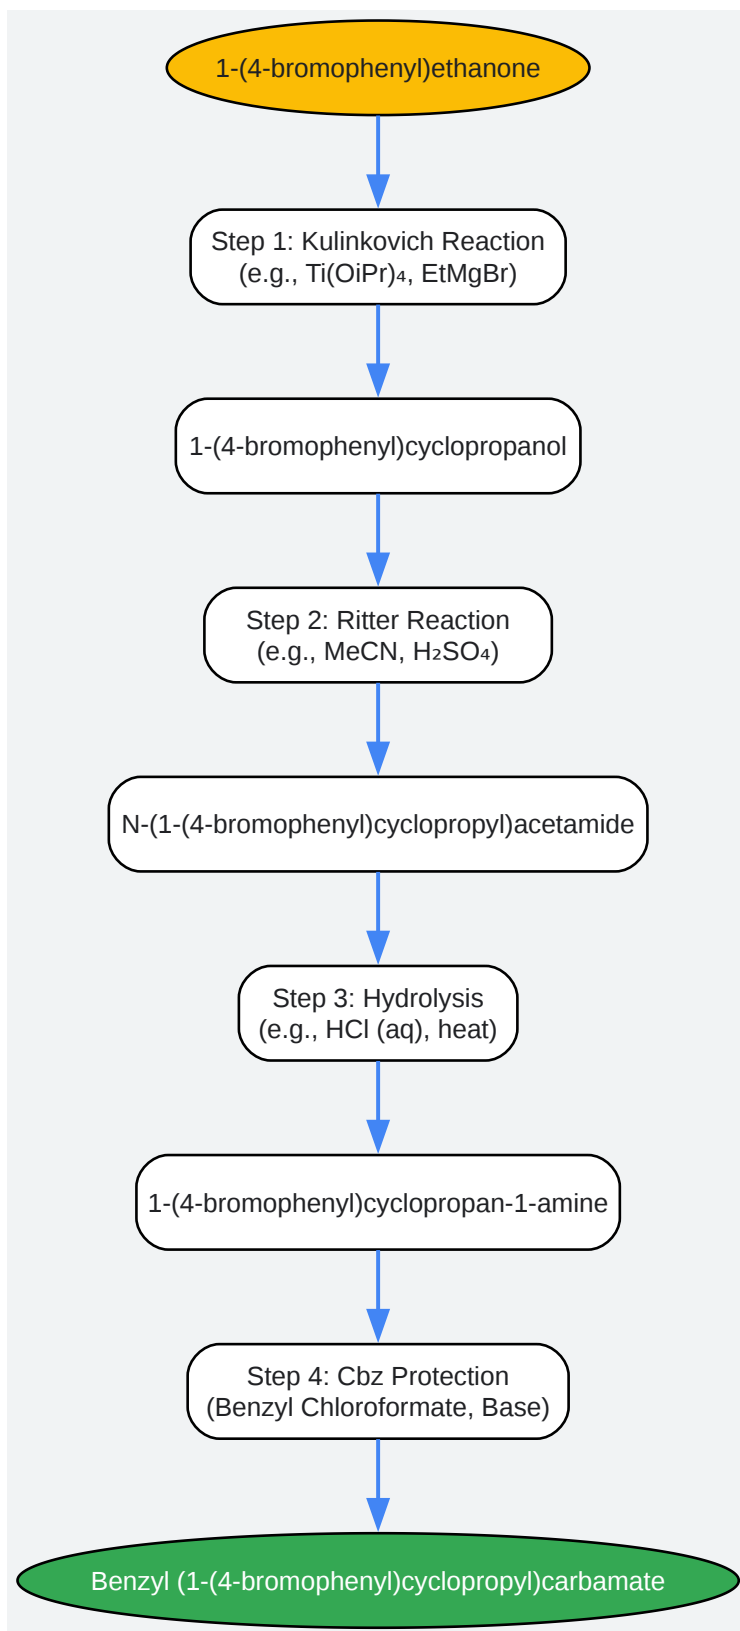 1-(4-bromophenyl)ethanone
Step 1: Kulinkovich Reaction
(e.g., Ti(OiPr)₄, EtMgBr)
1-(4-bromophenyl)cyclopropanol
Step 2: Ritter Reaction
(e.g., MeCN, H₂SO₄)
N-(1-(4-bromophenyl)cyclopropyl)acetamide
Step 3: Hydrolysis
(e.g., HCl (aq), heat)
1-(4-bromophenyl)cyclopropan-1-amine
Step 4: Cbz Protection
(Benzyl Chloroformate, Base)
Benzyl (1-(4-bromophenyl)cyclopropyl)carbamate